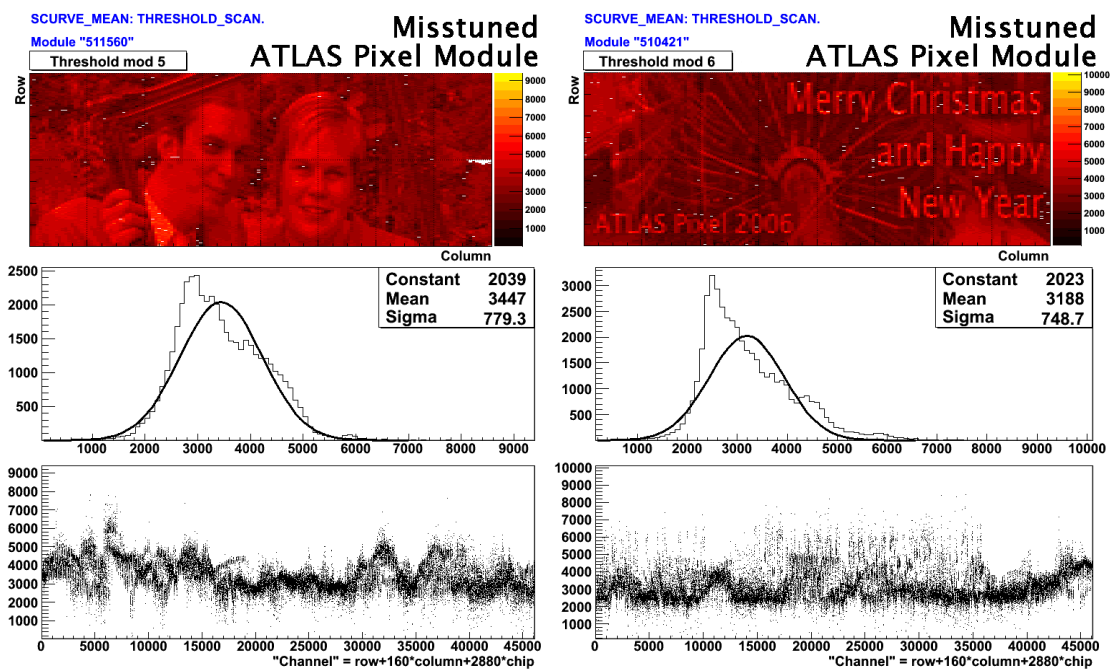 SCURVE_MEAN: THRESHOLD_SCAN.
Module "511560"
Misstuned
ATLAS Pixel Module
Threshold mod 5
Row
9000
8000
7000
6000
5000
4000
3000
2000
1000
Column
2500
2000
1500
1000
500
Constant 2039
Mean 3447
Sigma 779.3
1000 2000 3000 4000 5000 6000 7000 8000 9000
9000
8000
7000
6000
5000
4000
3000
2000
1000
0 5000 10000 15000 20000 25000 30000 35000 40000 45000
"Channel" = row+160*column+2880*chip
SCURVE_MEAN: THRESHOLD_SCAN.
Module "510421"
Misstuned
ATLAS Pixel Module
Threshold mod 6
Row
Merry Christmas
and Happy
New Year
ATLAS Pixel 2006
10000
9000
8000
7000
6000
5000
4000
3000
2000
1000
Column
3000
2500
2000
1500
1000
500
Constant 2023
Mean 3188
Sigma 748.7
0 1000 2000 3000 4000 5000 6000 7000 8000 9000 10000
10000
9000
8000
7000
6000
5000
4000
3000
2000
1000
0
0 5000 10000 15000 20000 25000 30000 35000 40000 45000
"Channel" = row+160*column+2880*chip